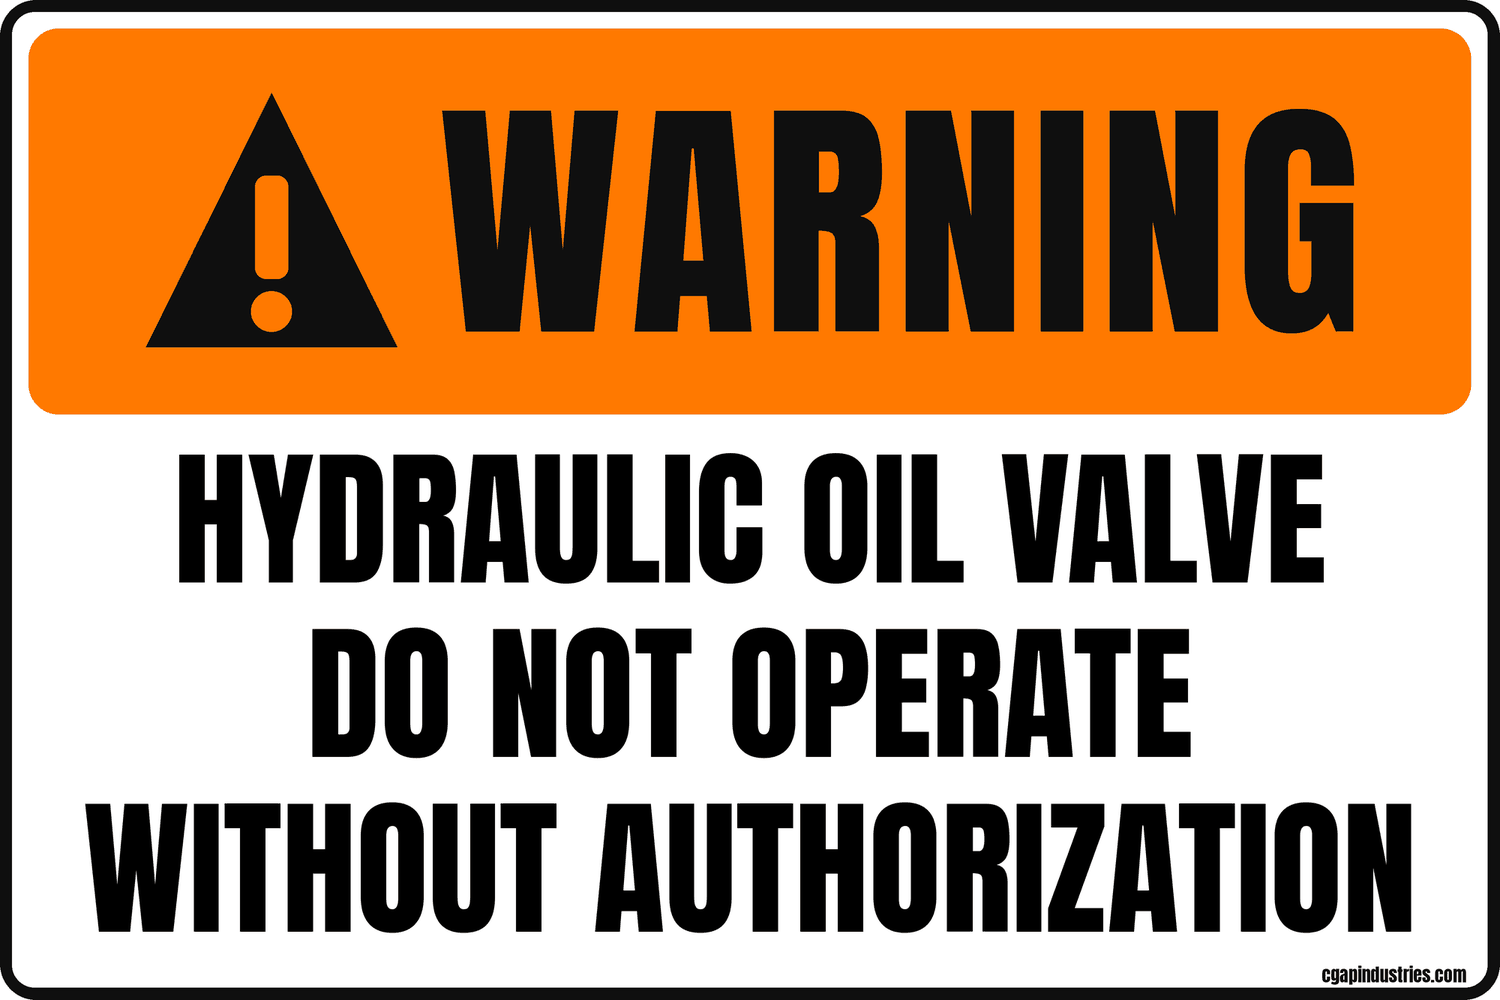 WARNING
HYDRAULIC OIL VALVE
DO NOT OPERATE
WITHOUT AUTHORIZATION
cgapindustries.com